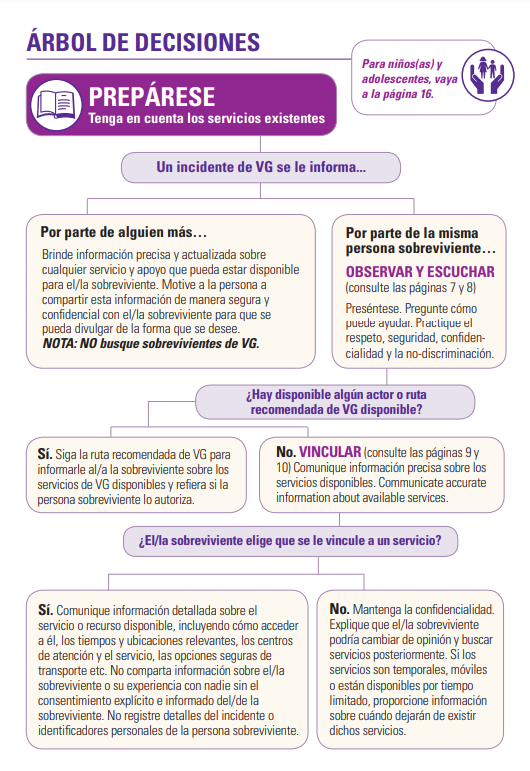 ÁRBOL DE DECISIONES
Para niños(as) y
adolescentes, vaya
a la página 16.
PREPÁRESE
Tenga en cuenta los servicios existentes
Un incidente de VG se le informa...
Por parte de alguien más…
Brinde información precisa y actualizada sobre
cualquier servicio y apoyo que pueda estar disponible
para el/la sobreviviente. Motive a la persona a
compartir esta información de manera segura y
confidencial con el/la sobreviviente para que se
pueda divulgar de la forma que se desee.
NOTA: NO busque sobrevivientes de VG.
Por parte de la misma
persona sobreviviente…
OBSERVAR Y ESCUCHAR
(consulte las páginas 7 y 8)
Preséntese. Pregunte cómo
puede ayudar. Practique el
respeto, seguridad, confiden-
cialidad y la no-discriminación.
¿Hay disponible algún actor o ruta
recomendada de VG disponible?
Sí. Siga la ruta recomendada de VG para
informarle al/a la sobreviviente sobre los
servicios de VG disponibles y refiera si la
persona sobreviviente lo autoriza.
No. VINCULAR (consulte las páginas 9 y
10) Comunique información precisa sobre los
servicios disponibles. Communicate accurate
information about available services.
¿El/la sobreviviente elige que se le vincule a un servicio?
Sí. Comunique información detallada sobre el
servicio o recurso disponible, incluyendo cómo acceder
a él, los tiempos y ubicaciones relevantes, los centros
de atención y el servicio, las opciones seguras de
transporte etc. No comparta información sobre el/la
sobreviviente o su experiencia con nadie sin el
consentimiento explícito e informado del/de la
sobreviviente. No registre detalles del incidente o
identificadores personales de la persona sobreviviente.
No. Mantenga la confidencialidad.
Explique que el/la sobreviviente
podría cambiar de opinión y buscar
servicios posteriormente. Si los
servicios son temporales, móviles
o están disponibles por tiempo
limitado, proporcione información
sobre cuándo dejarán de existir
dichos servicios.